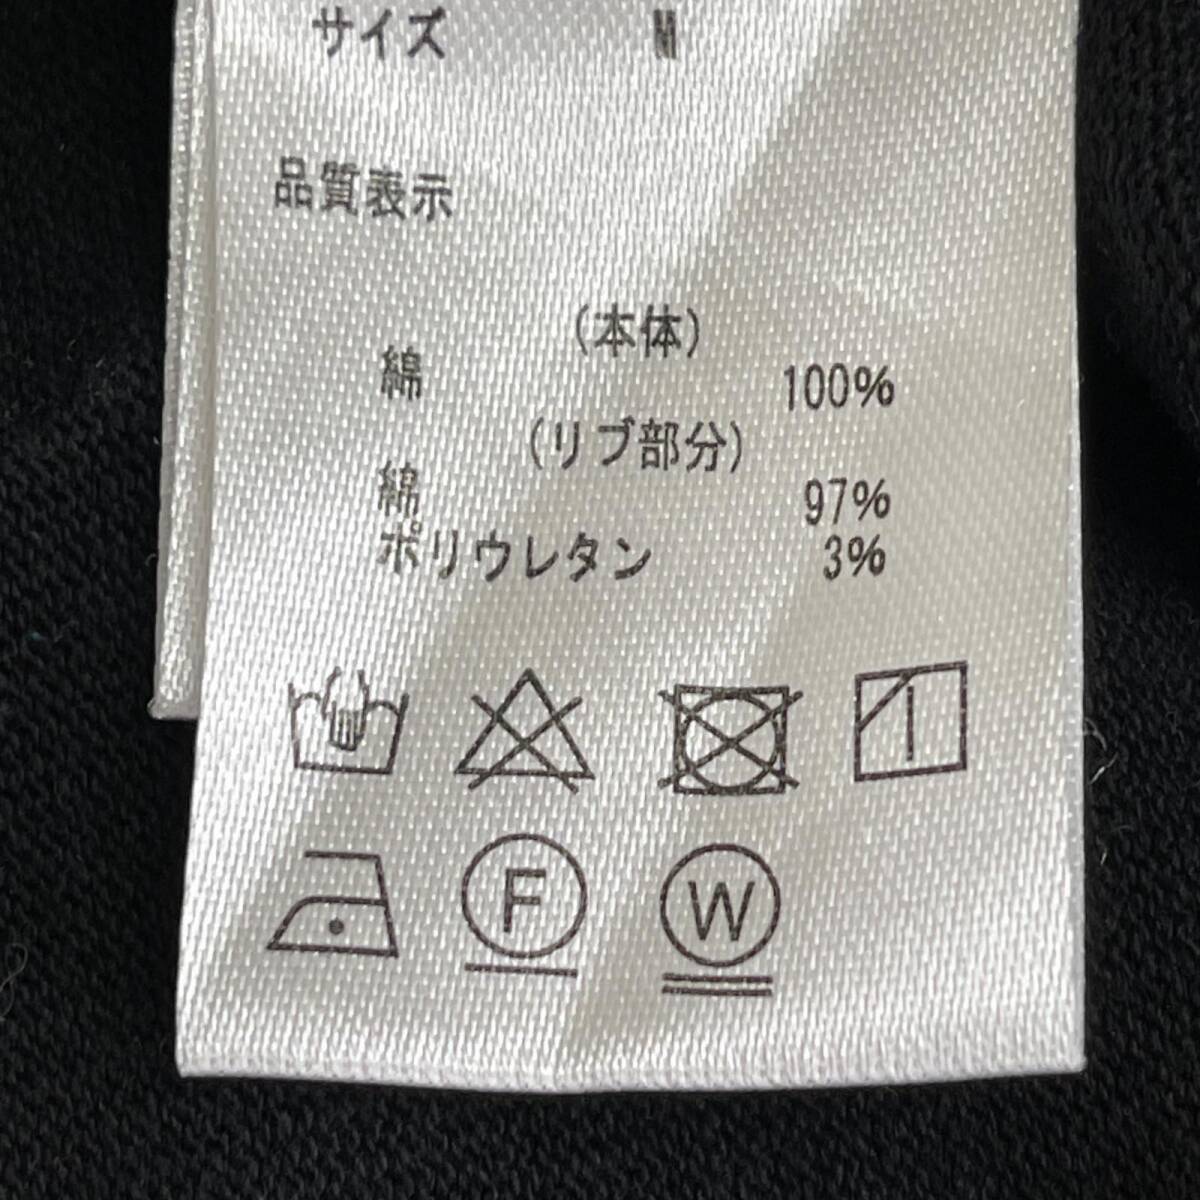 サイズ M
品質表示
(本体)
綿 100%
(リブ部分)
綿 97%
ポリウレタン 3%
F W